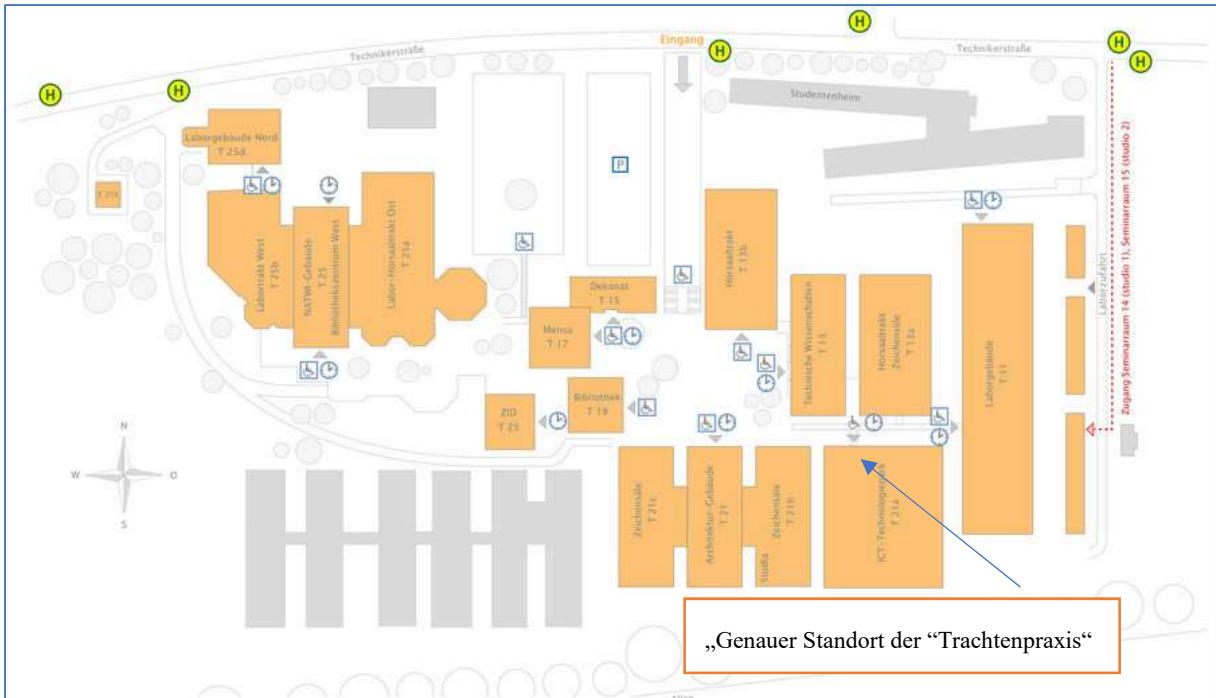 H
H
H
H
H
H
Eingang
Technikerstraße
Technikerstraße
Studentenheim
Laborgebäude Nord
T 25d
P
Labortrakt West
T 25b
NATWI-Gebäude
T 25
Bibliothekszentrum West
Labor-Hörsaaltrakt Ost
T 25a
Hörsaaltrakt
T 13b
Dekanat
T 15
Mensa
T 17
Technische Wissenschaften
T 13
Hörsaaltrakt
Zeichensäle
T 13a
Laborgebäude
T 11
Laborzufahrt
Zugang Seminarraum 14 (studio 1), Seminarraum 15 (studio 2)
Bibliothek
T 19
ZID
T 23
N
W
O
S
Zeichensäle
T 21c
Architektur-Gebäude
T 21
Zeichensäle
T 21b
Studia
ICT-Technologiepark
T 21a
„Genauer Standort der “Trachtenpraxis“